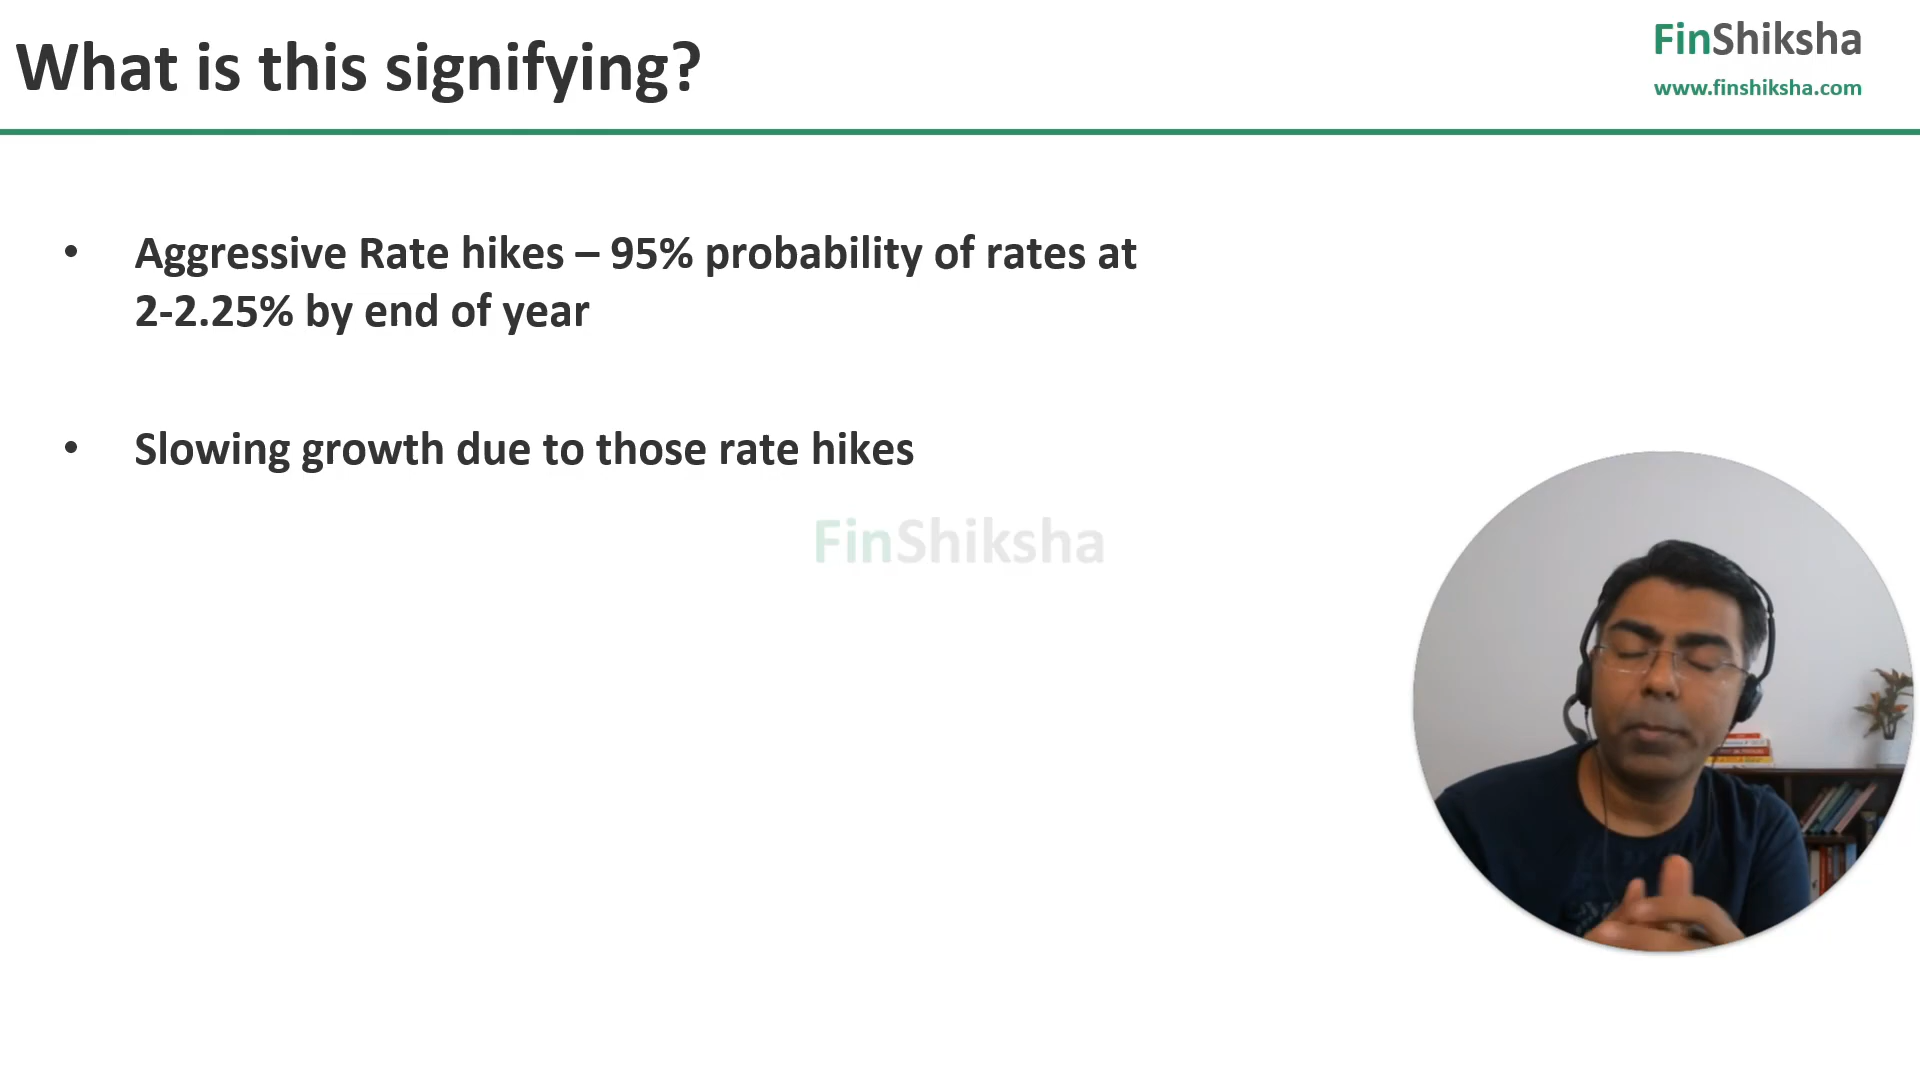 What is this signifying?
FinShiksha
www.finshiksha.com
• Aggressive Rate hikes – 95% probability of rates at
2-2.25% by end of year
• Slowing growth due to those rate hikes
FinShiksha